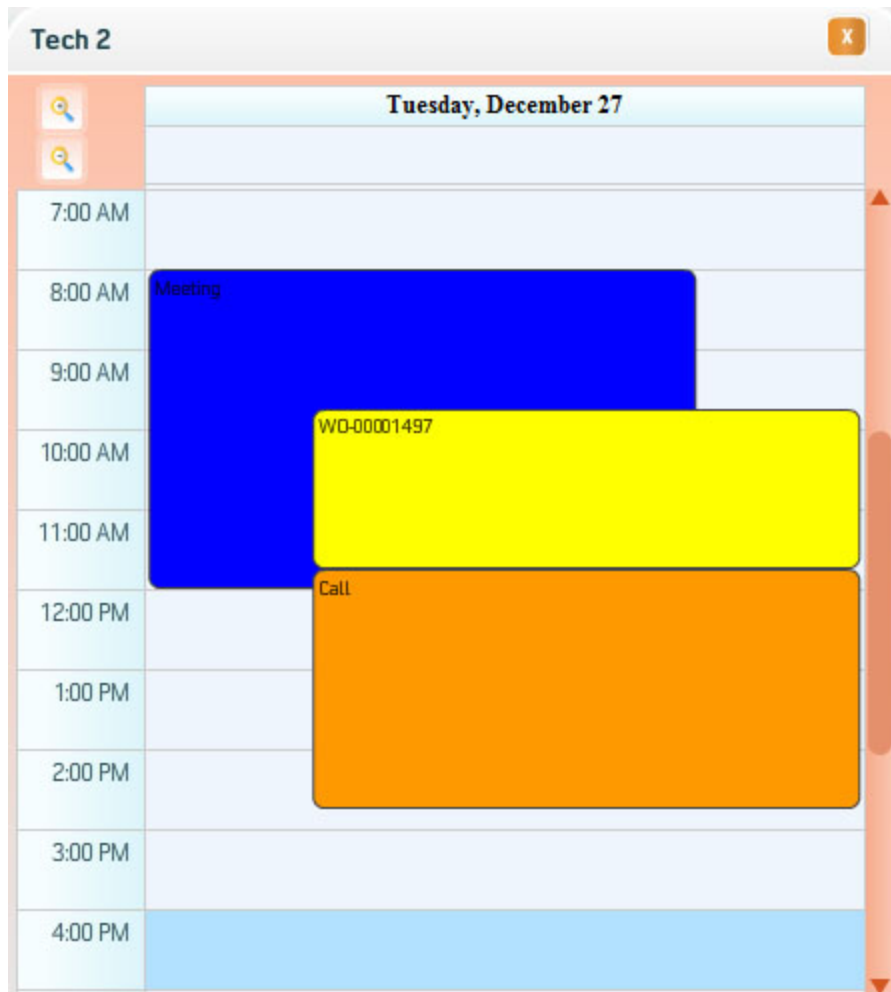 Tech 2
X
Tuesday, December 27
7:00 AM
8:00 AM
Meeting
9:00 AM
WO-00001497
10:00 AM
11:00 AM
Call
12:00 PM
1:00 PM
2:00 PM
3:00 PM
4:00 PM